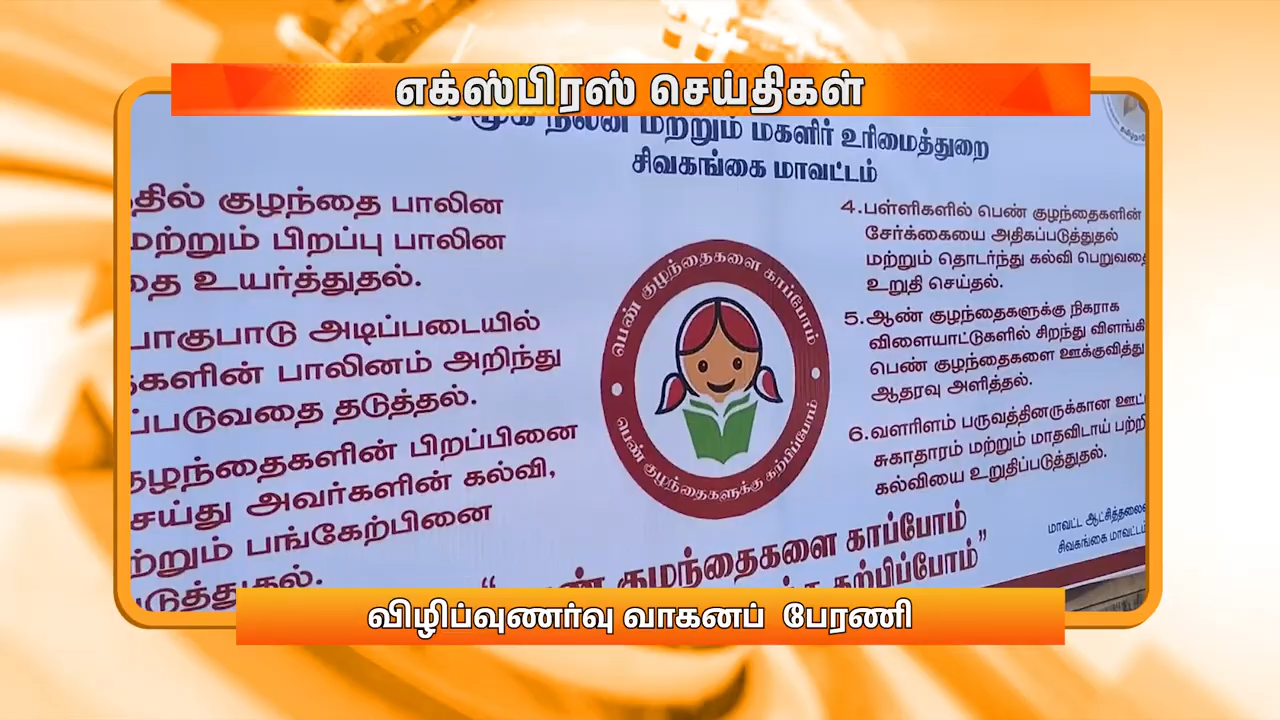 எக்ஸ்பிரஸ் செய்திகள்
நலன் மற்றும் மகளிர் உரிமைத்துறை
சிவகங்கை மாவட்டம்
குழந்தை பாலின
மற்றும் பிறப்பு பாலின
உயர்த்துதல்.
அடிப்படையில்
பாலினம் அறிந்து
தடுத்தல்.
பிறப்பினை
அவர்களின் கல்வி,
பங்கேற்பினை
பெண் குழந்தைகளை காப்போம்
பெண் குழந்தைகளுக்கு கற்பிப்போம்
4.பள்ளிகளில் பெண் குழந்தைகளின்
சேர்க்கையை அதிகப்படுத்துதல்
மற்றும் தொடர்ந்து கல்வி
உறுதி செய்தல்.
5.ஆண் குழந்தைகளுக்கு நிகராக
விளையாட்டுகளில் சிறந்து
பெண் குழந்தைகளை
ஆதரவு அளித்தல்.
6.வளரிளம் பருவத்தினருக்கான
சுகாதாரம் மற்றும் மாதவிடாய்
கல்வியை உறுதிப்படுத்துதல்.
மாவட்ட
சிவகங்கை மாவட்டம்
குழந்தைகளை காப்போம்
கற்பிப்போம்”
விழிப்வுணர்வு வாகனப் பேரணி